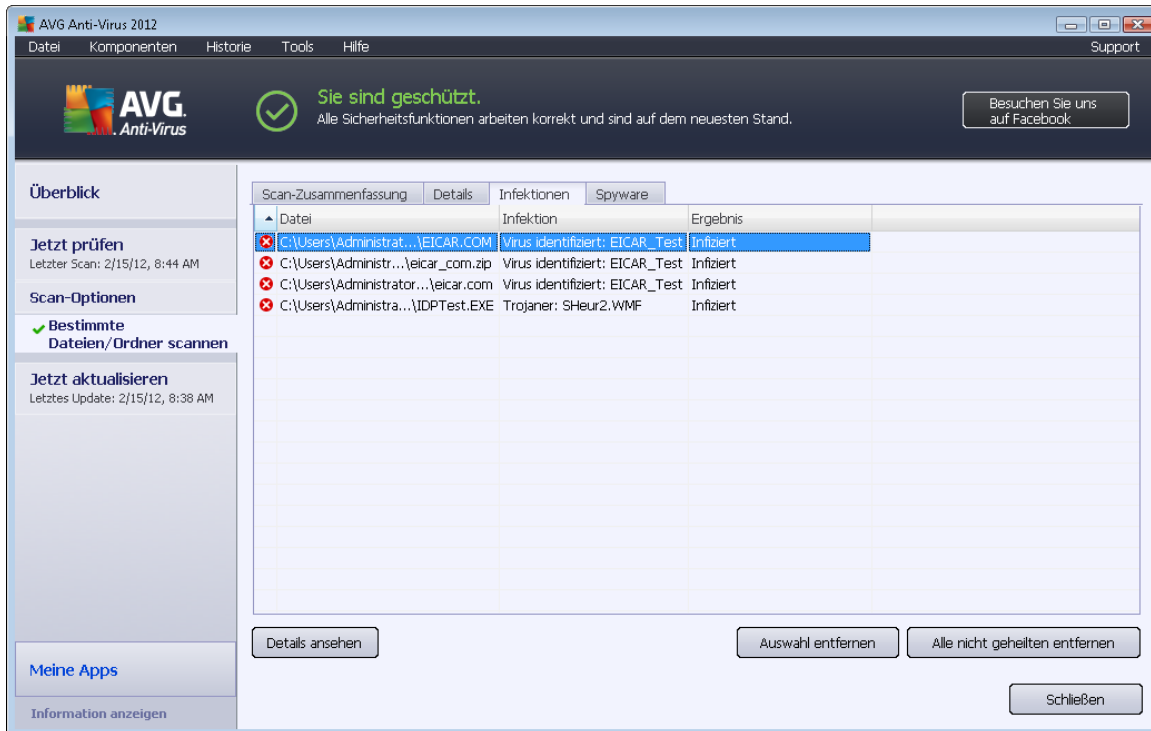 AVG Anti-Virus 2012
Datei Komponenten Historie Tools Hilfe Support
AVG.
Anti-Virus
Sie sind geschützt.
Alle Sicherheitsfunktionen arbeiten korrekt und sind auf dem neuesten Stand.
Besuchen Sie uns
auf Facebook
Überblick
Jetzt prüfen
Letzter Scan: 2/15/12, 8:44 AM
Scan-Optionen
Bestimmte
Dateien/Ordner scannen
Jetzt aktualisieren
Letztes Update: 2/15/12, 8:38 AM
Meine Apps
Information anzeigen
Scan-Zusammenfassung Details Infektionen Spyware
Datei Infektion Ergebnis
C:\Users\Administrat...\EICAR.COM Virus identifiziert: EICAR_Test Infiziert
C:\Users\Administr...\eicar_com.zip Virus identifiziert: EICAR_Test Infiziert
C:\Users\Administrator...\eicar.com Virus identifiziert: EICAR_Test Infiziert
C:\Users\Administra...\IDPTest.EXE Trojaner: SHeur2.WMF Infiziert
Details ansehen Auswahl entfernen Alle nicht geheilten entfernen
Schließen